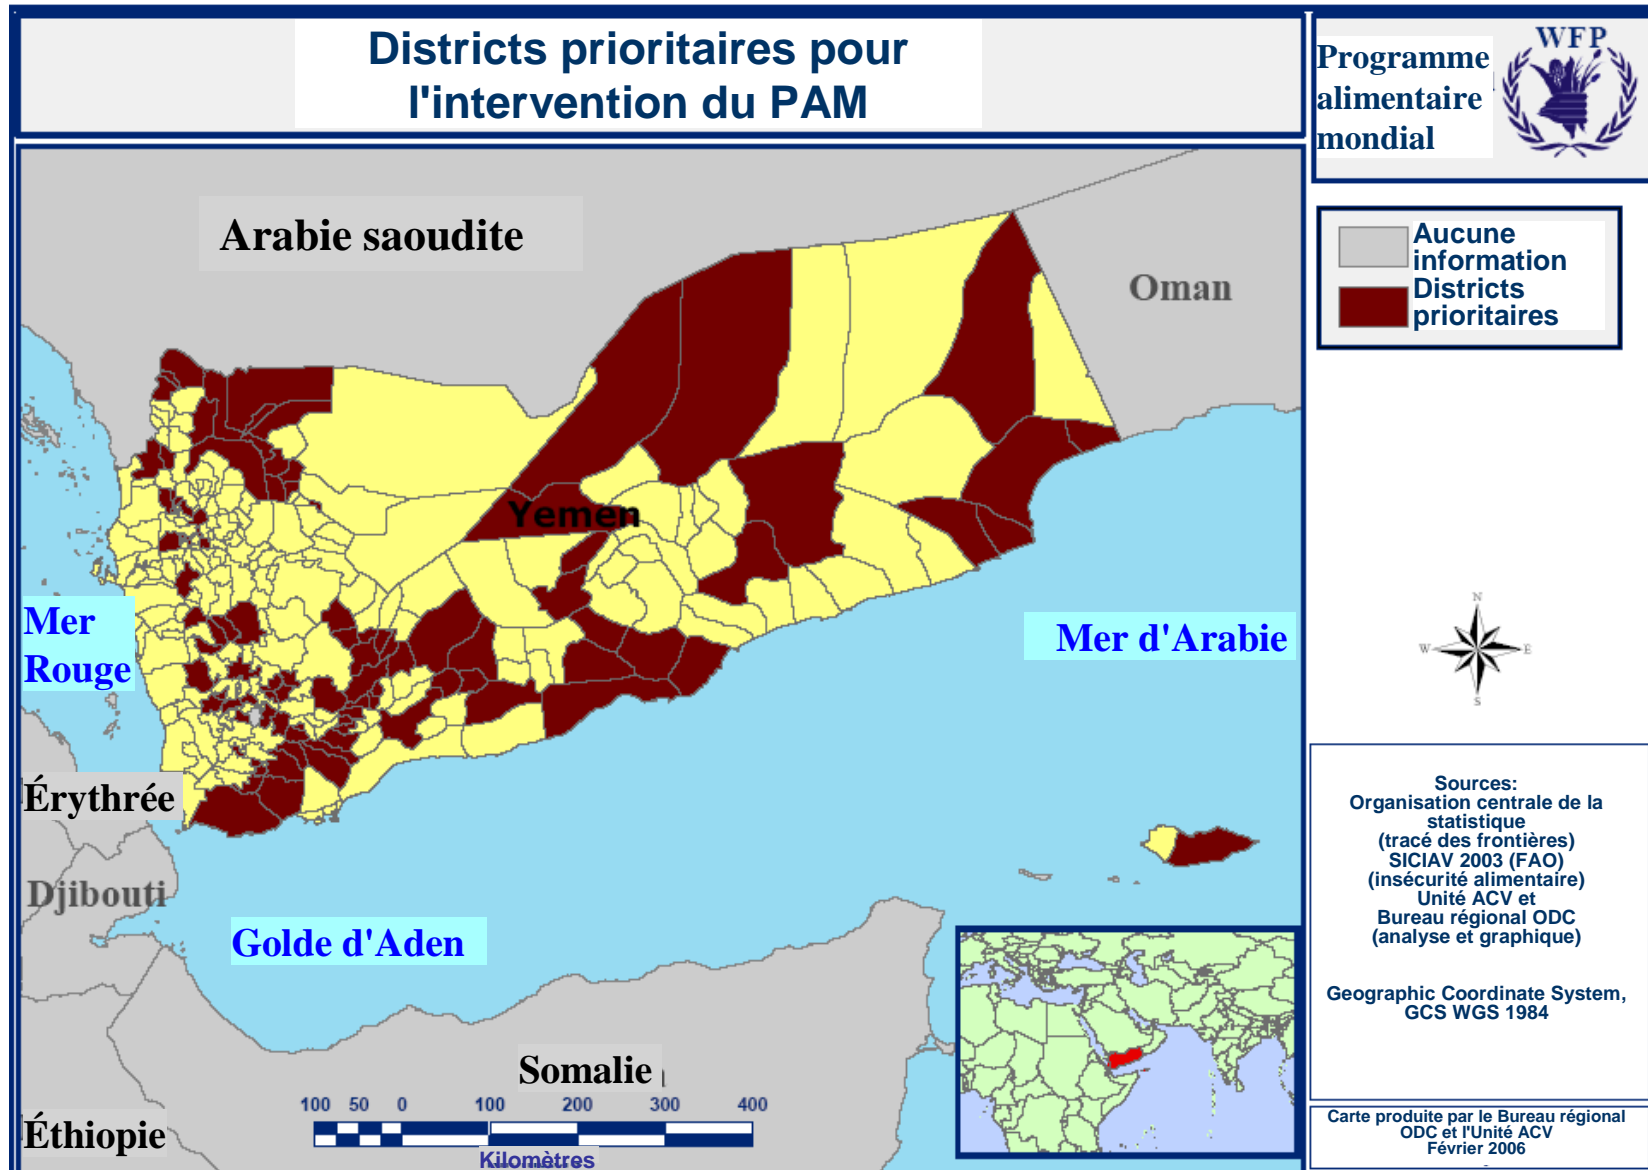 Districts prioritaires pour
l'intervention du PAM
Programme
alimentaire
mondial
WFP
Aucune
information
Districts
prioritaires
Arabie saoudite
Oman
Yemen
Mer
Rouge
Mer d'Arabie
Érythrée
Djibouti
Golde d'Aden
Somalie
Éthiopie
100 50 0 100 200 300 400
Kilomètres
N
W E
S
Sources:
Organisation centrale de la
statistique
(tracé des frontières)
SICIAV 2003 (FAO)
(insécurité alimentaire)
Unité ACV et
Bureau régional ODC
(analyse et graphique)
Geographic Coordinate System,
GCS WGS 1984
Carte produite par le Bureau régional
ODC et l'Unité ACV
Février 2006